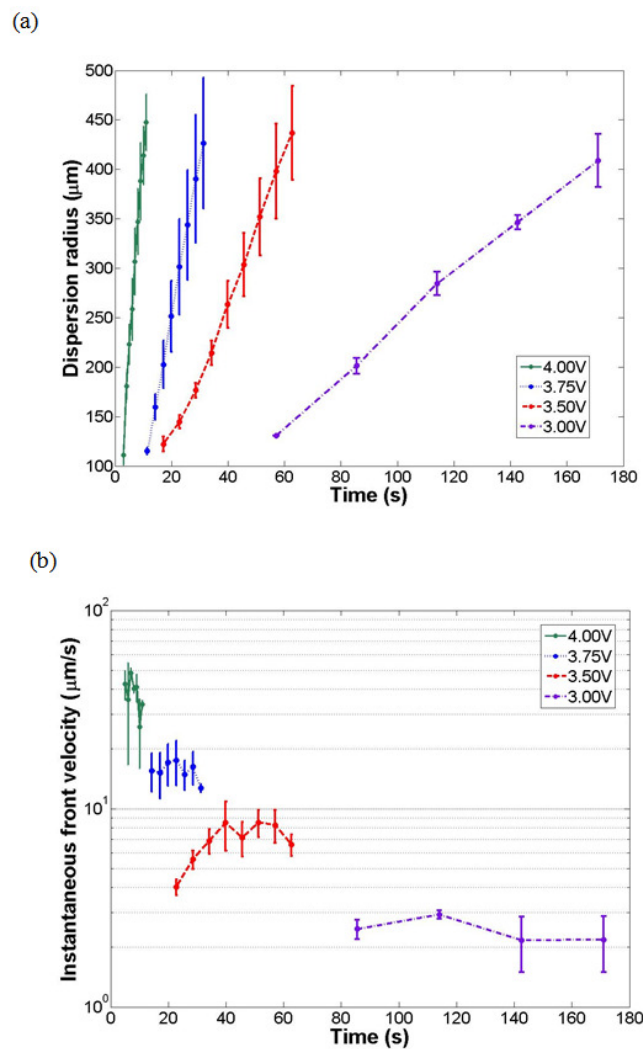 (a)
500
450
400
350
300
250
200
150
100
Dispersion radius (μm)
4.00V
3.75V
3.50V
3.00V
0 20 40 60 80 100 120 140 160 180
Time (s)
(b)
10²
10¹
10⁰
Instantaneous front velocity (μm/s)
4.00V
3.75V
3.50V
3.00V
0 20 40 60 80 100 120 140 160 180
Time (s)